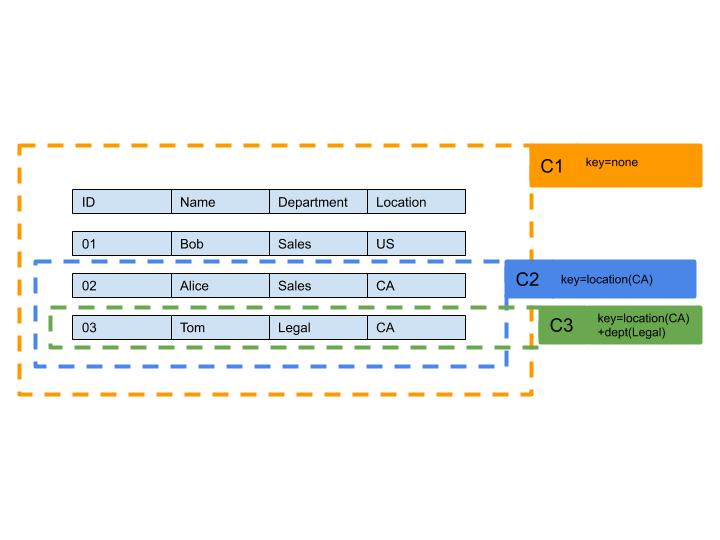 C1 key=none
ID Name Department Location
01 Bob Sales US
C2 key=location(CA)
02 Alice Sales CA
C3 key=location(CA)
+dept(Legal)
03 Tom Legal CA